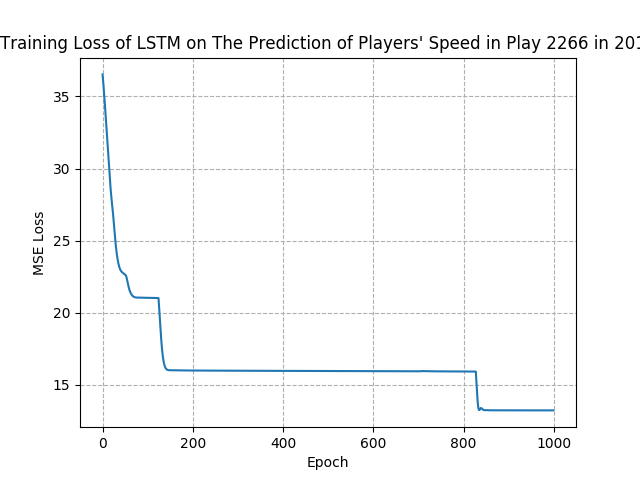 Training Loss of LSTM on The Prediction of Players' Speed in Play 2266 in 201
35
30
25
20
15
MSE Loss
0 200 400 600 800 1000
Epoch